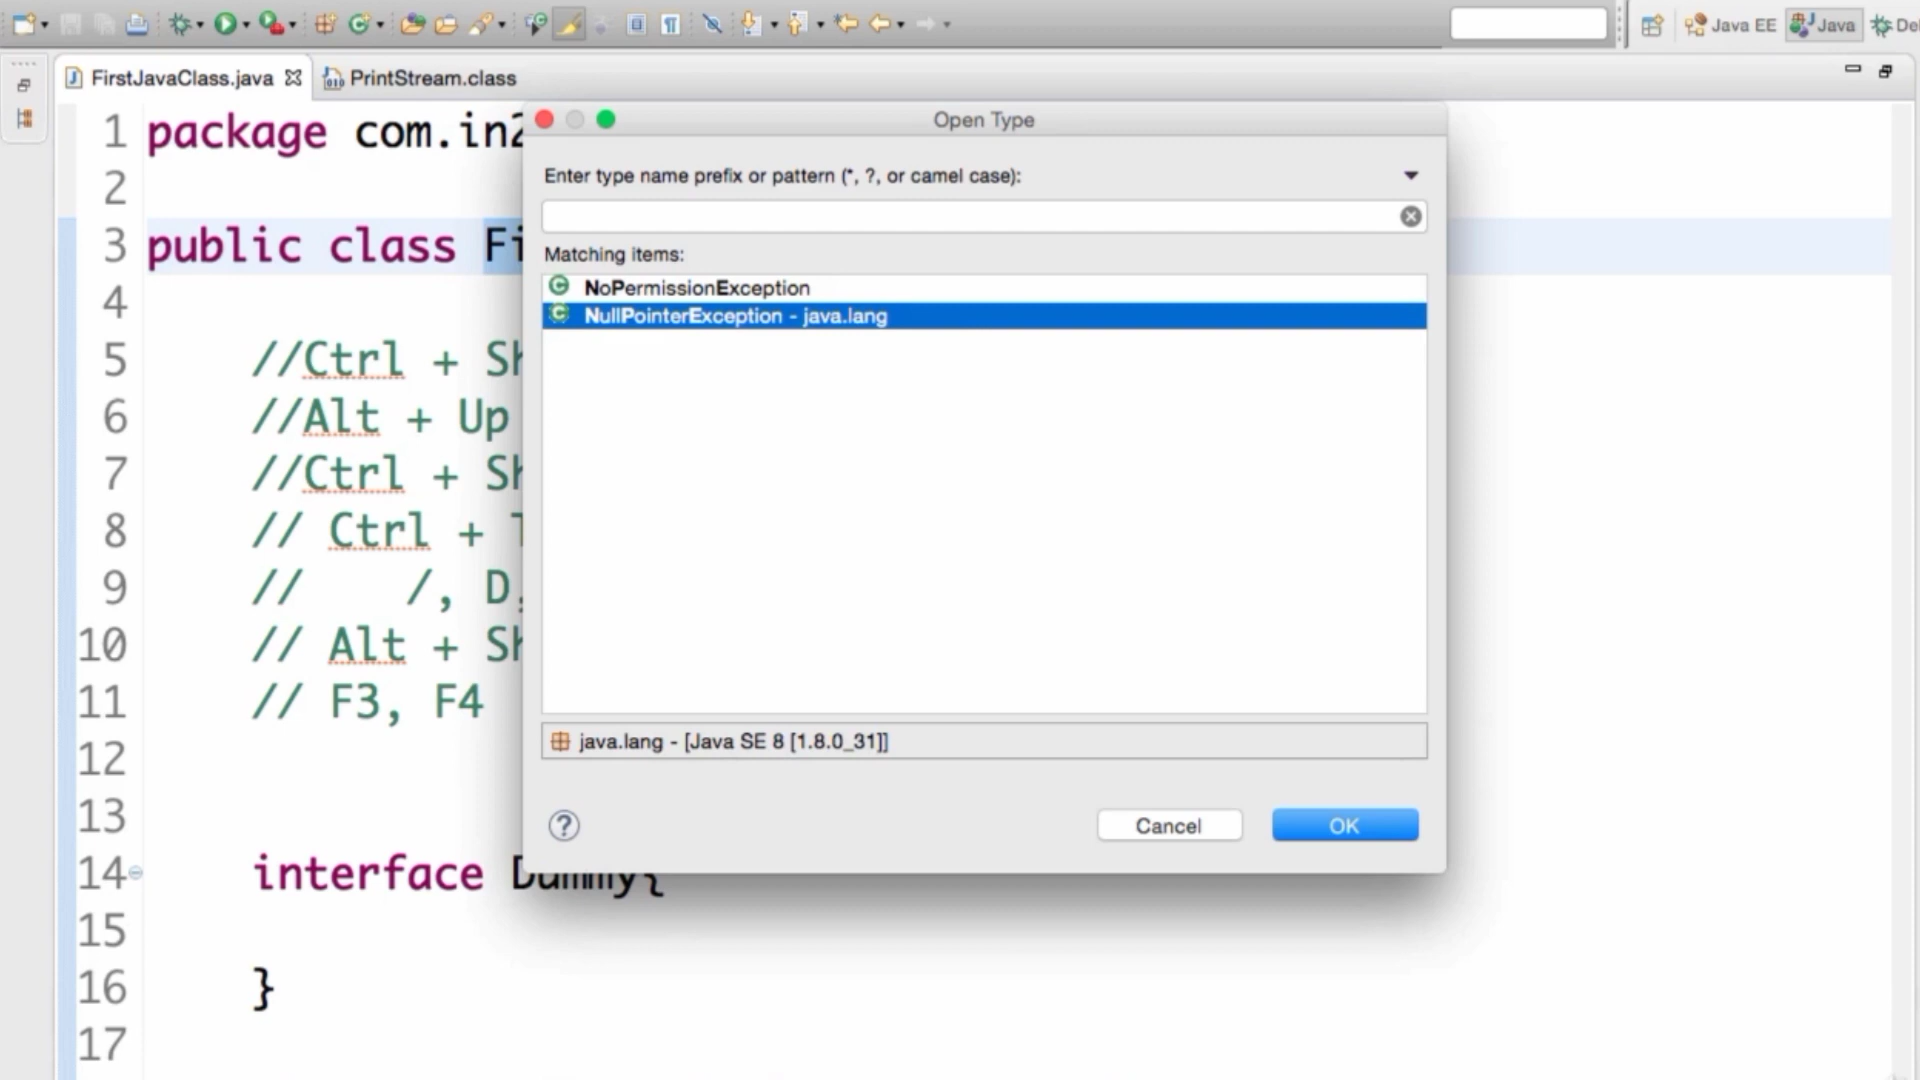 Java EE
Java
De
FirstJavaClass.java
PrintStream.class
Open Type
Enter type name prefix or pattern (*, ?, or camel case):
Matching items:
NoPermissionException
NullPointerException - java.lang
java.lang - [Java SE 8 [1.8.0_31]]
Cancel
OK
1 package com.in2
2
3 public class Fi
4
5 //Ctrl + Sh
6 //Alt + Up
7 //Ctrl + Sh
8 // Ctrl + T
9 // /, D,
10 // Alt + Sh
11 // F3, F4
12
13
14 interface Dummy{
15
16 }
17